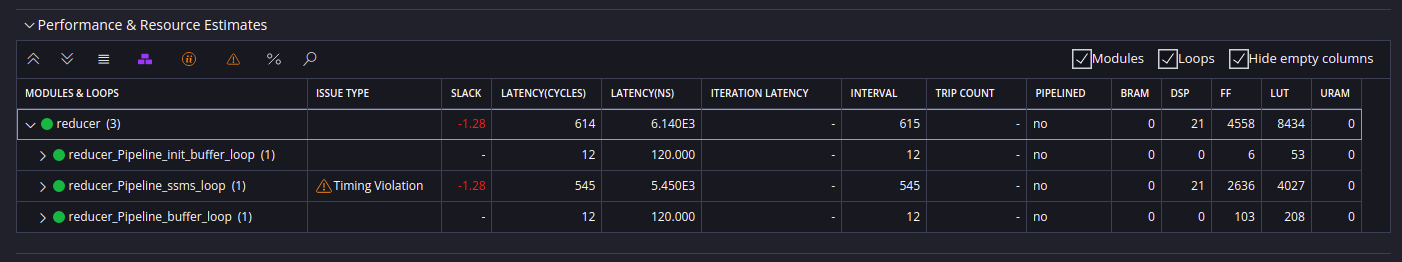 Performance & Resource Estimates
% Modules Loops Hide empty columns
MODULES & LOOPS ISSUE TYPE SLACK LATENCY(CYCLES) LATENCY(NS) ITERATION LATENCY INTERVAL TRIP COUNT PIPELINED BRAM DSP FF LUT URAM
reducer (3) -1.28 614 6.140E3 - 615 - no 0 21 4558 8434 0
reducer_Pipeline_init_buffer_loop (1) - 12 120.000 - 12 - no 0 0 6 53 0
reducer_Pipeline_ssms_loop (1) Timing Violation -1.28 545 5.450E3 - 545 - no 0 21 2636 4027 0
reducer_Pipeline_buffer_loop (1) - 12 120.000 - 12 - no 0 0 103 208 0